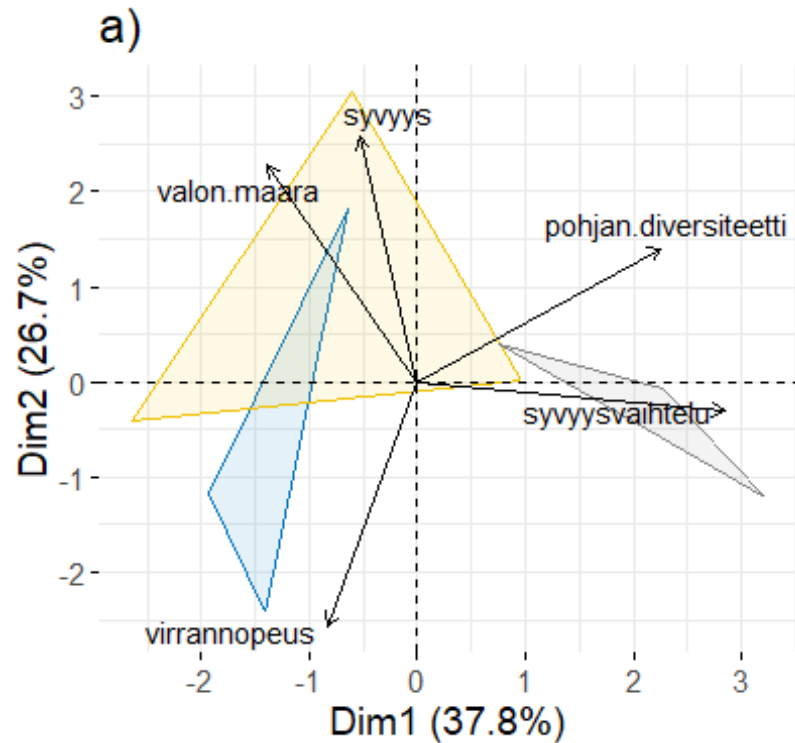 a)
3
syvyys
valon.maara
2
pohjan.diversiteetti
1
0
syvyysvaihtelu
-1
-2
virrannopeus
-2 -1 0 1 2 3
Dim1 (37.8%)
Dim2 (26.7%)